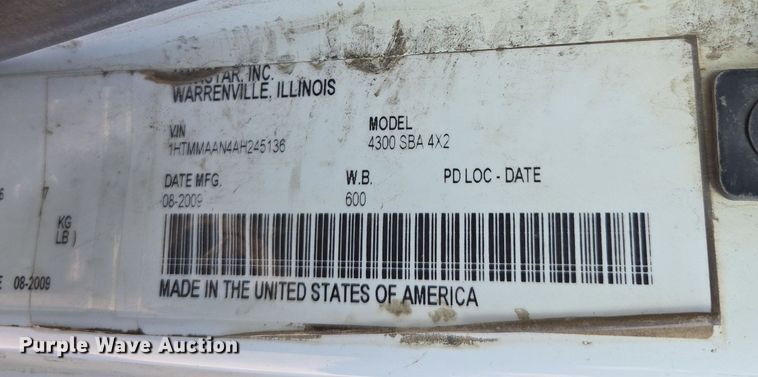 INC.
WARRENVILLE, ILLINOIS
VIN
1HTMMAAN4AH245136
MODEL
4300 SBA 4X2
DATE MFG.
08-2009
W.B.
600
PD LOC - DATE
KG
LB )
08-2009
MADE IN THE UNITED STATES OF AMERICA
Purple Wave Auction